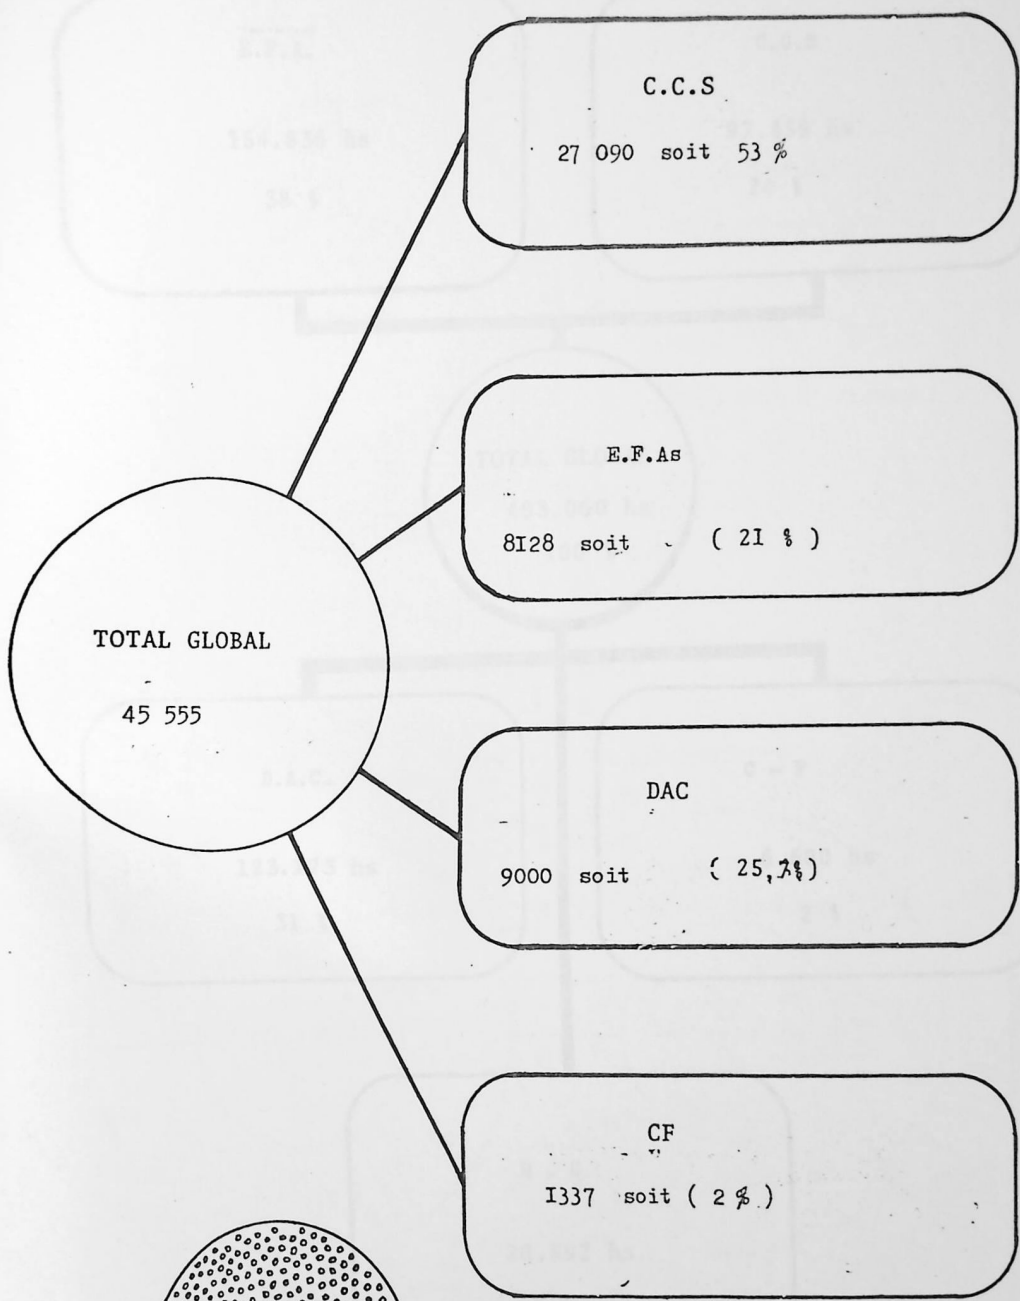 C.C.S
27 090 soit 53 %
E.F.As
8I28 soit ( 2I % )
TOTAL GLOBAL
45 555
DAC
9000 soit ( 25, %)
CF
I337 soit ( 2 % )